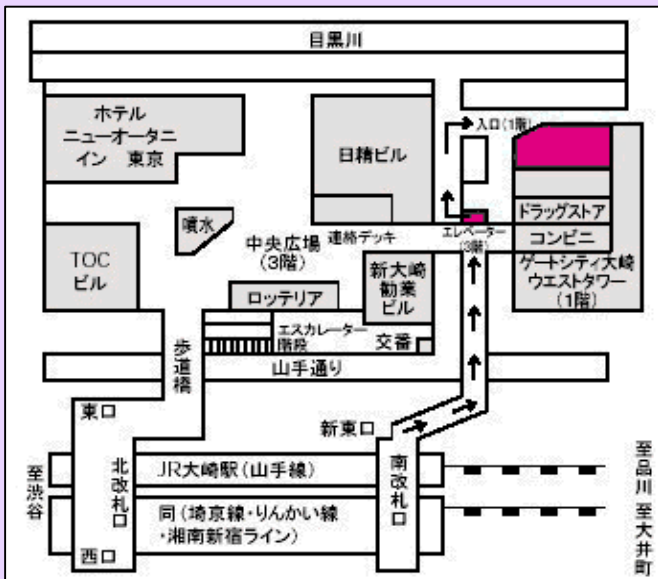 目黒川
ホテル
ニューオータニ
イン　東京
日精ビル
入口(1階)
ドラッグストア
コンビニ
ゲートシティ大崎
ウエストタワー
(1階)
エレベーター
(3階)
連絡デッキ
噴水
中央広場
(3階)
TOC
ビル
新大崎
勧業
ビル
ロッテリア
エスカレーター
階段
交番
山手通り
歩道橋
東口
新東口
北改札口
南改札口
JR大崎駅(山手線)
同(埼京線・りんかい線
・湘南新宿ライン)
西口
至渋谷
至品川
至大井町